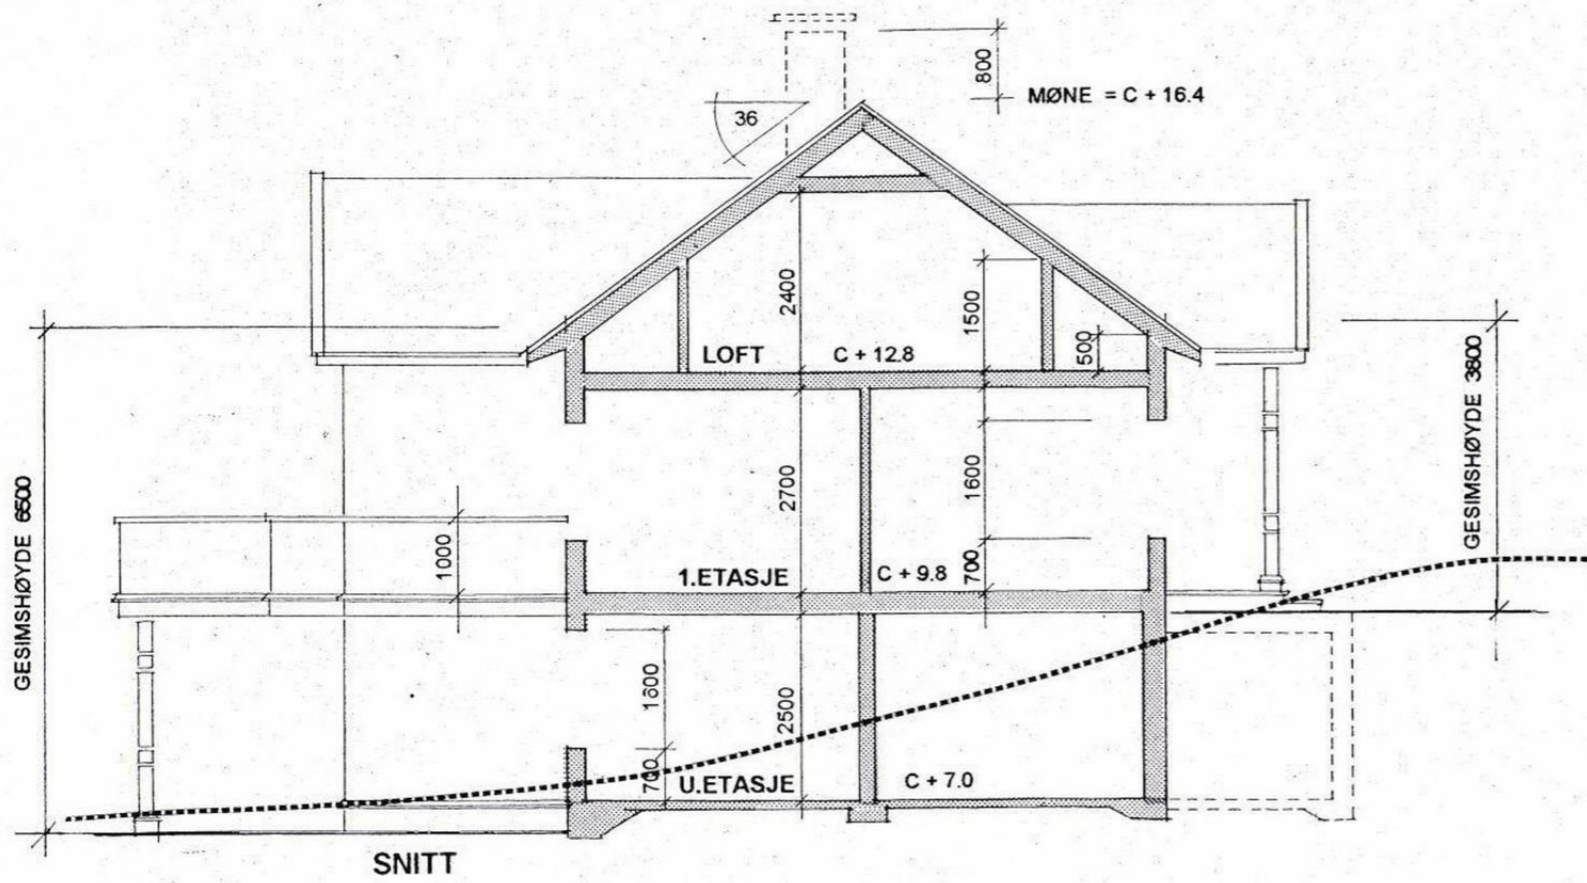 800
MØNE = C + 16.4
36
2400
1500
LOFT
C + 12.8
500
GESIMSHØYDE 6500
GESIMSHØYDE 3800
2700
1600
1000
1.ETASJE
C + 9.8
700
1600
2500
700
U.ETASJE
C + 7.0
SNITT